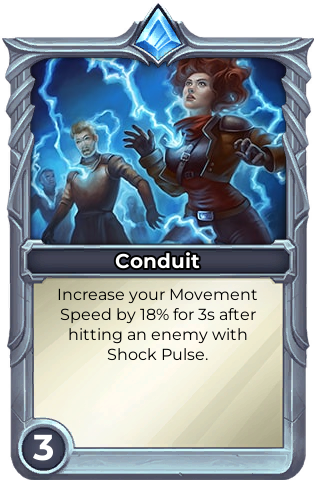 Conduit
Increase your Movement
Speed by 18% for 3s after
hitting an enemy with
Shock Pulse.
3